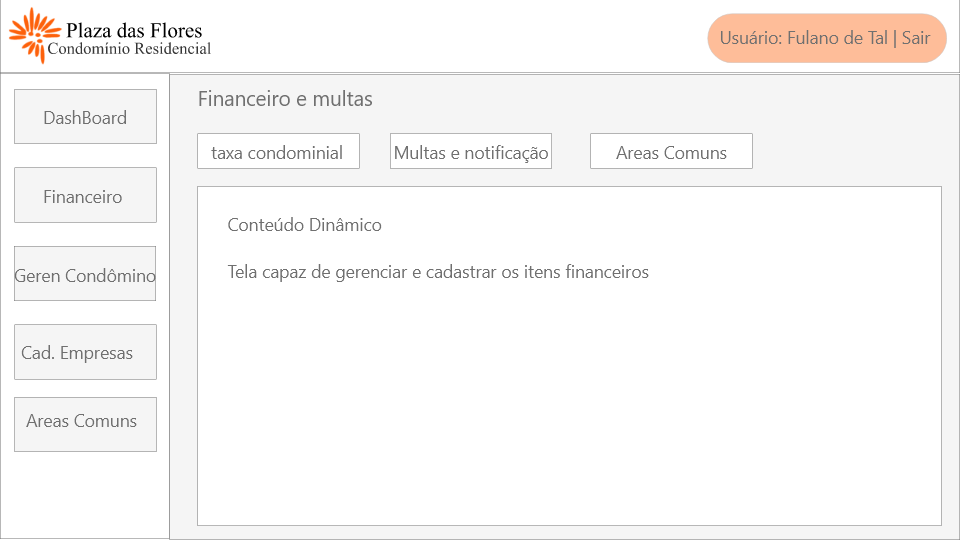 Plaza das Flores
Condomínio Residencial
Usuário: Fulano de Tal | Sair
DashBoard
Financeiro
Geren Condômino
Cad. Empresas
Areas Comuns
Financeiro e multas
taxa condominial
Multas e notificação
Areas Comuns
Conteúdo Dinâmico
Tela capaz de gerenciar e cadastrar os itens financeiros